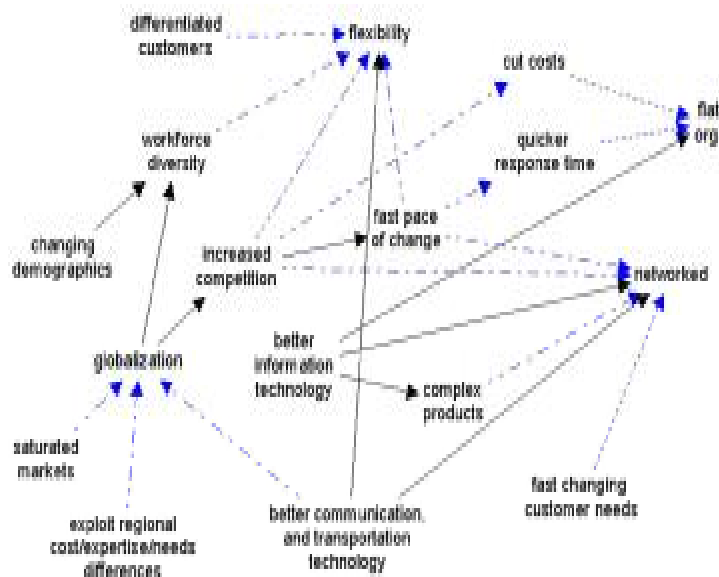 differentiated
customers
flexibility
cut costs
flat
org
workforce
diversity
quicker
response time
fast pace
of change
changing
demographics
increased
competition
networked
better
information
technology
globalization
complex
products
saturated
markets
fast changing
customer needs
exploit regional
cost/expertise/needs
differences
better communication,
and transportation
technology